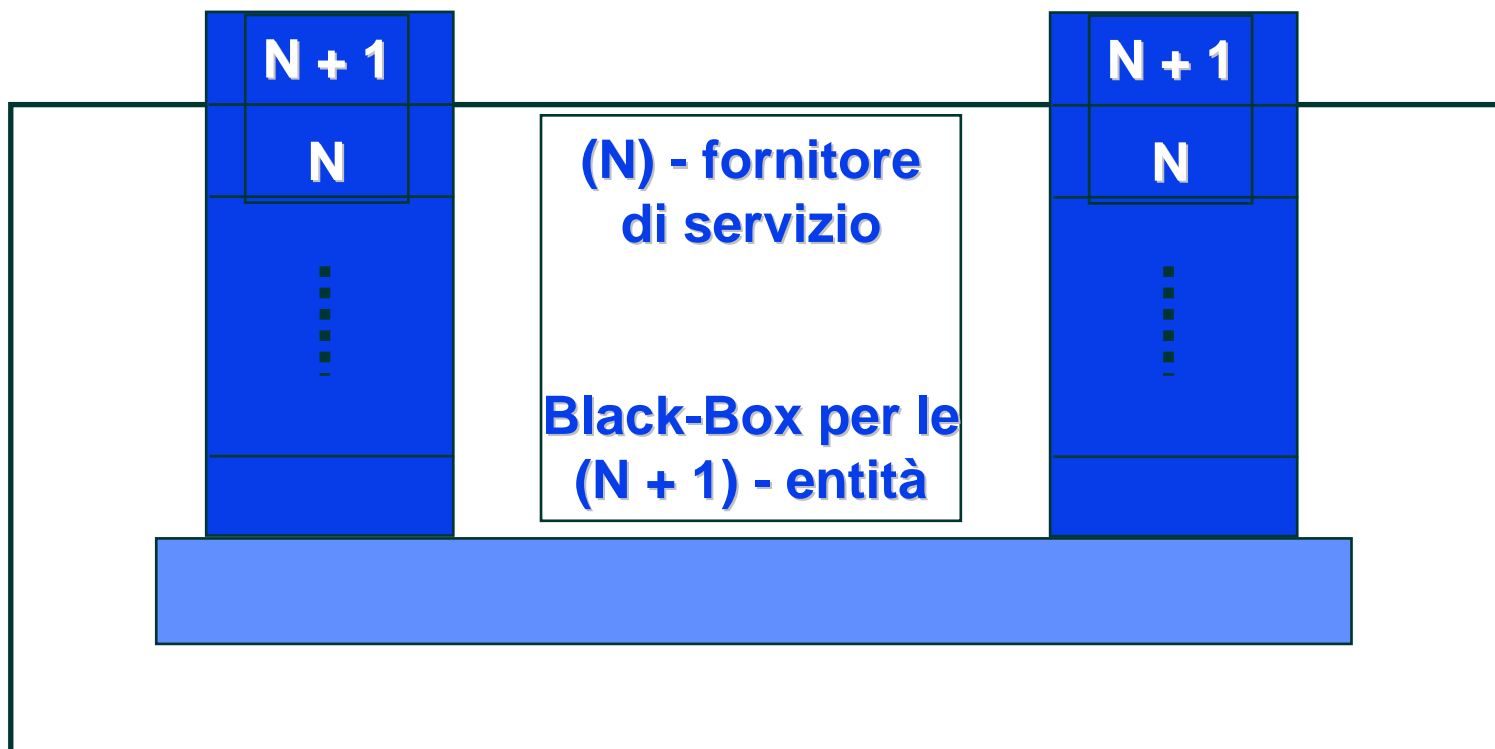 N + 1
N + 1
N
N
(N) - fornitore
di servizio
Black-Box per le
(N + 1) - entità